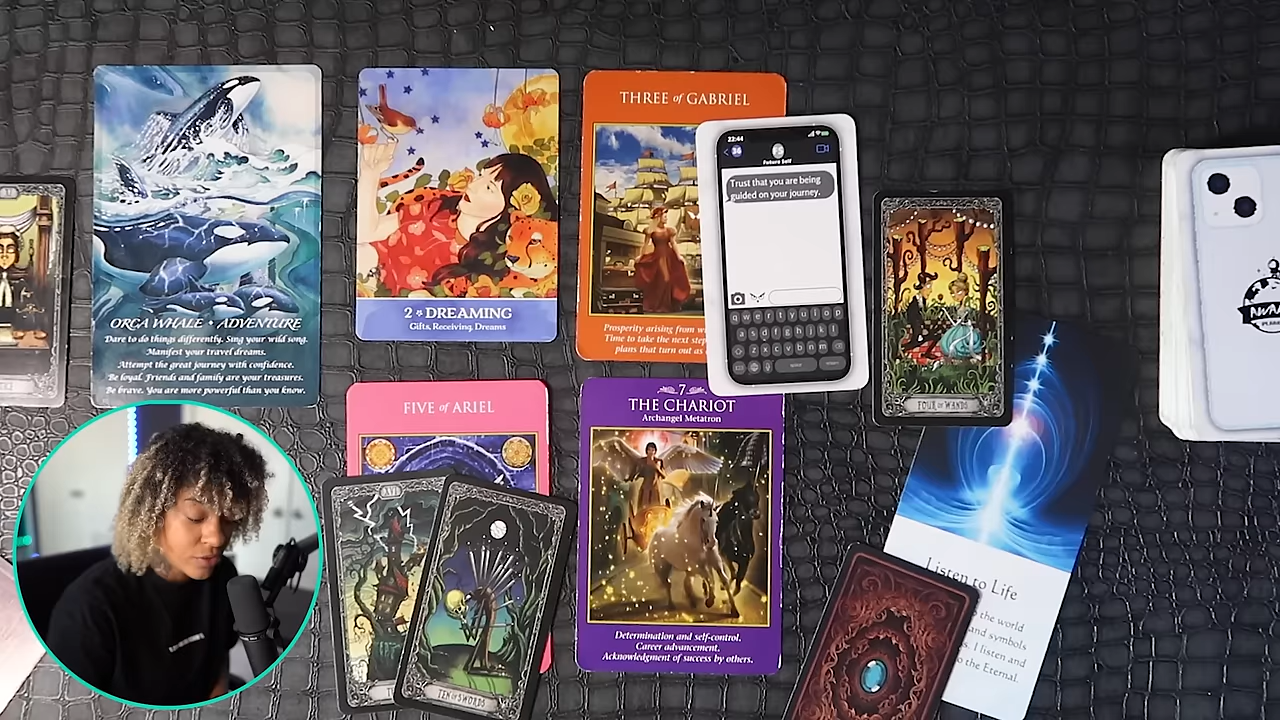 ORCA WHALE • ADVENTURE
Dare to do things differently. Sing your wild song.
Manifest your travel dreams.
Attempt the great journey with confidence.
Be loyal. Friends and family are your treasures.
Be brave. You are more powerful than you know.
2 DREAMING
Gifts, Receiving, Dreams
THREE of GABRIEL
Prosperity arising from
Time to take the next step
plans that turn out as
22:44
36
Future Self
Trust that you are being
guided on your journey.
q w e r t y u i o p
a s d f g h j k l
z x c v b n m
FOUR OF WANDS
FIVE of ARIEL
XVI
TEN OF SWORDS
7
THE CHARIOT
Archangel Metatron
Determination and self-control.
Career advancement.
Acknowledgment of success by others.
Listen to Life
the world
and symbols
I listen and
to the Eternal.